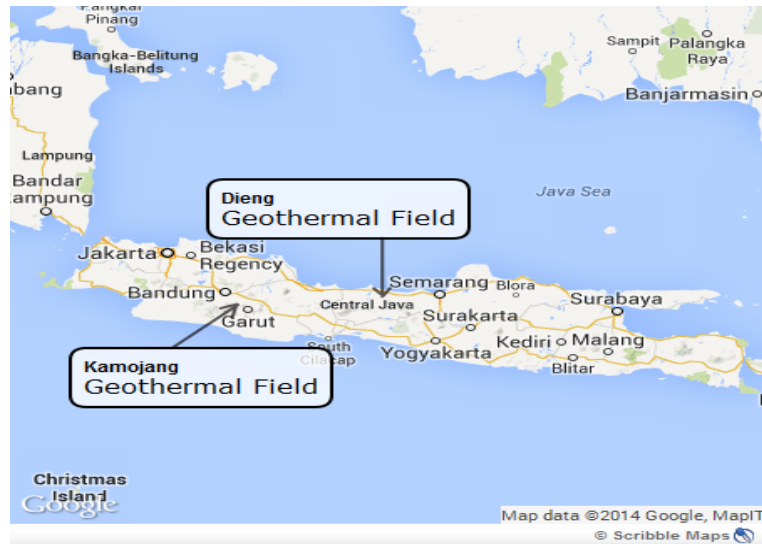 Pangkal
Pinang
Bangka-Belitung
Islands
Sampit
Palangka
Raya
bang
Banjarmasin
Lampung
Bandar
ampung
Java Sea
Dieng
Geothermal Field
Jakarta
Bekasi
Regency
Bandung
Semarang
Blora
Central Java
Surabaya
Garut
Surakarta
South
Cilacap
Yogyakarta
Kediri
Malang
Blitar
Kamojang
Geothermal Field
Christmas
Island
Google
Map data ©2014 Google, MapIT
© Scribble Maps